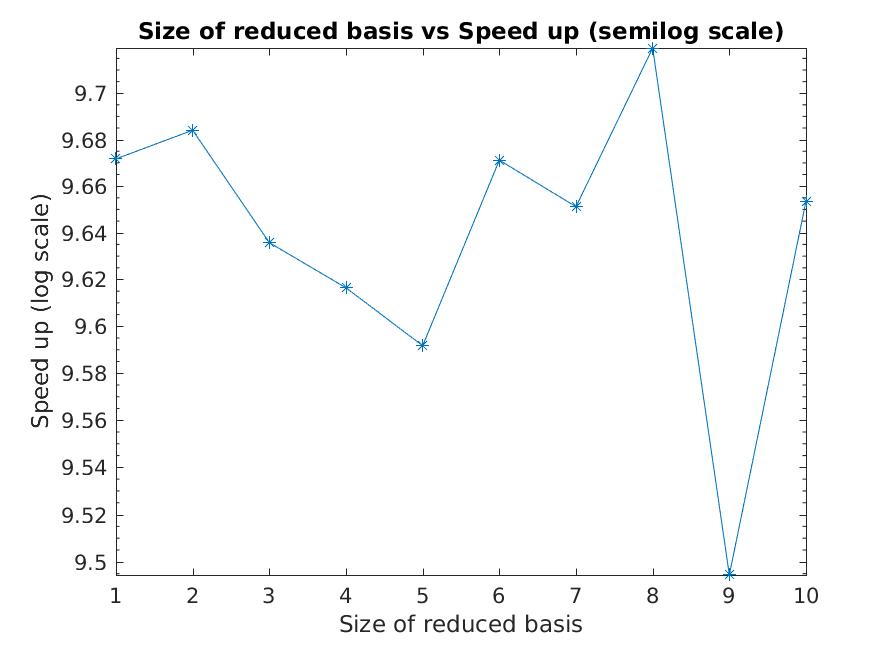 Size of reduced basis vs Speed up (semilog scale)
Speed up (log scale)
9.7
9.68
9.66
9.64
9.62
9.6
9.58
9.56
9.54
9.52
9.5
1 2 3 4 5 6 7 8 9 10
Size of reduced basis